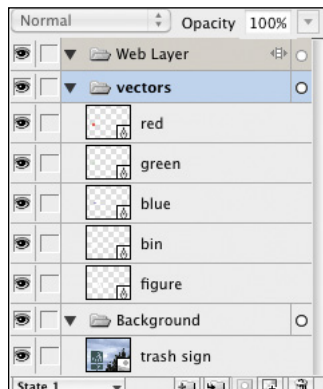 Normal Opacity 100%
Web Layer
vectors
red
green
blue
bin
figure
Background
trash sign
State 1